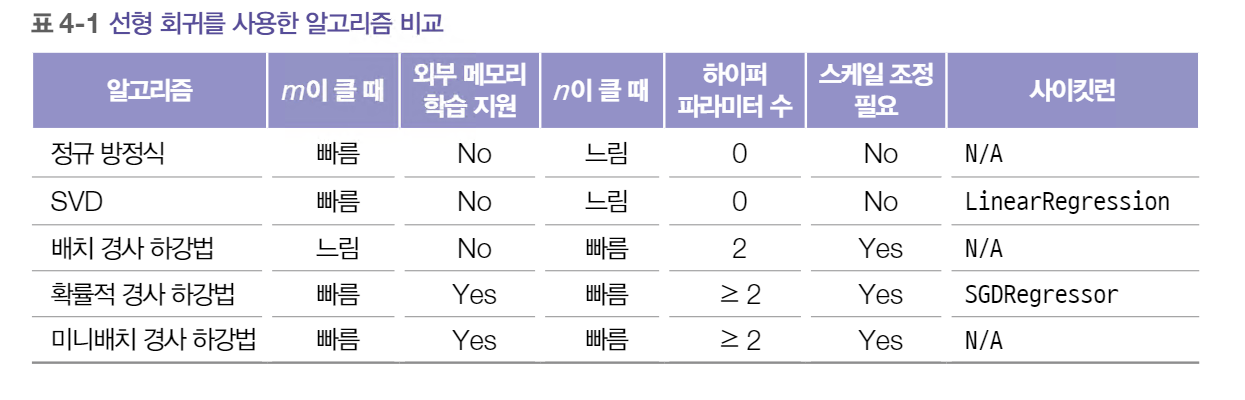 표 4-1 선형 회귀를 사용한 알고리즘 비교
알고리즘 m이 클 때 외부 메모리 학습 지원 n이 클 때 하이퍼 파라미터 수 스케일 조정 필요 사이킷런
정규 방정식 빠름 No 느림 0 No N/A
SVD 빠름 No 느림 0 No LinearRegression
배치 경사 하강법 느림 No 빠름 2 Yes N/A
확률적 경사 하강법 빠름 Yes 빠름 ≥ 2 Yes SGDRegressor
미니배치 경사 하강법 빠름 Yes 빠름 ≥ 2 Yes N/A